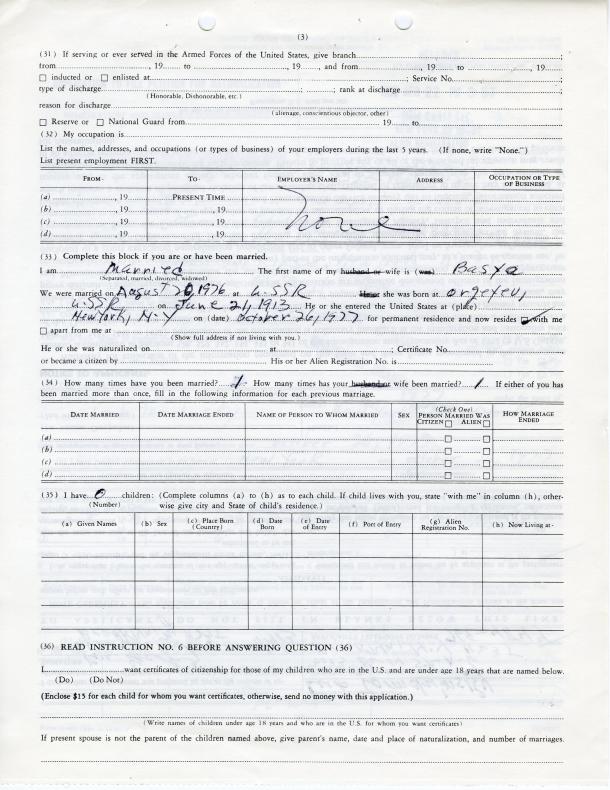 (3)
(31) If serving or ever served in the Armed Forces of the United States, give branch;
from, 19 to, 19, and from, 19 to, 19
☐ inducted or ☐ enlisted at; Service No.;
type of discharge; ; rank at discharge
(Honorable, Dishonorable, etc.)
reason for discharge
(alienage, conscientious objector, other)
☐ Reserve or ☐ National Guard from 19 to
(32) My occupation is
List the names, addresses, and occupations (or types of business) of your employers during the last 5 years. (If none, write "None.")
List present employment FIRST.
FROM- TO- EMPLOYER'S NAME ADDRESS OCCUPATION OR TYPE OF BUSINESS
(a), 19 PRESENT TIME
(b), 19, 19
None
(c), 19, 19
(d), 19, 19
(33) Complete this block if you are or have been married.
I am Married. The first name of my husband or wife is (was) Basya
(Separated, married, divorced, widowed)
We were married on August 20, 1976 at USSR. He or she was born at orgeyeu,
USSR on June 21, 1913. He or she entered the United States at (place)
New York, N-Y on (date) October 26, 1977 for permanent residence and now resides ☑ with me
☐ apart from me at
(Show full address if not living with you.)
He or she was naturalized on at; Certificate No.;
or became a citizen by His or her Alien Registration No. is
(34) How many times have you been married? 1. How many times has your husband or wife been married? 1. If either of you has
been married more than once, fill in the following information for each previous marriage.
DATE MARRIED DATE MARRIAGE ENDED NAME OF PERSON TO WHOM MARRIED SEX (Check One) PERSON MARRIED WAS CITIZEN ☐ ALIEN ☐ HOW MARRIAGE ENDED
(a) ☐ ☐
(b) ☐ ☐
(c) ☐ ☐
(d) ☐ ☐
(35) I have 0 children: (Complete columns (a) to (h) as to each child. If child lives with you, state "with me" in column (h), other-
(Number) wise give city and State of child's residence.)
(a) Given Names (b) Sex (c) Place Born (Country) (d) Date Born (e) Date of Entry (f) Port of Entry (g) Alien Registration No. (h) Now Living at-
(36) READ INSTRUCTION NO. 6 BEFORE ANSWERING QUESTION (36)
I want certificates of citizenship for those of my children who are in the U.S. and are under age 18 years that are named below.
(Do) (Do Not)
(Enclose $15 for each child for whom you want certificates, otherwise, send no money with this application.)
(Write names of children under age 18 years and who are in the U.S. for whom you want certificates)
If present spouse is not the parent of the children named above, give parent's name, date and place of naturalization, and number of marriages.